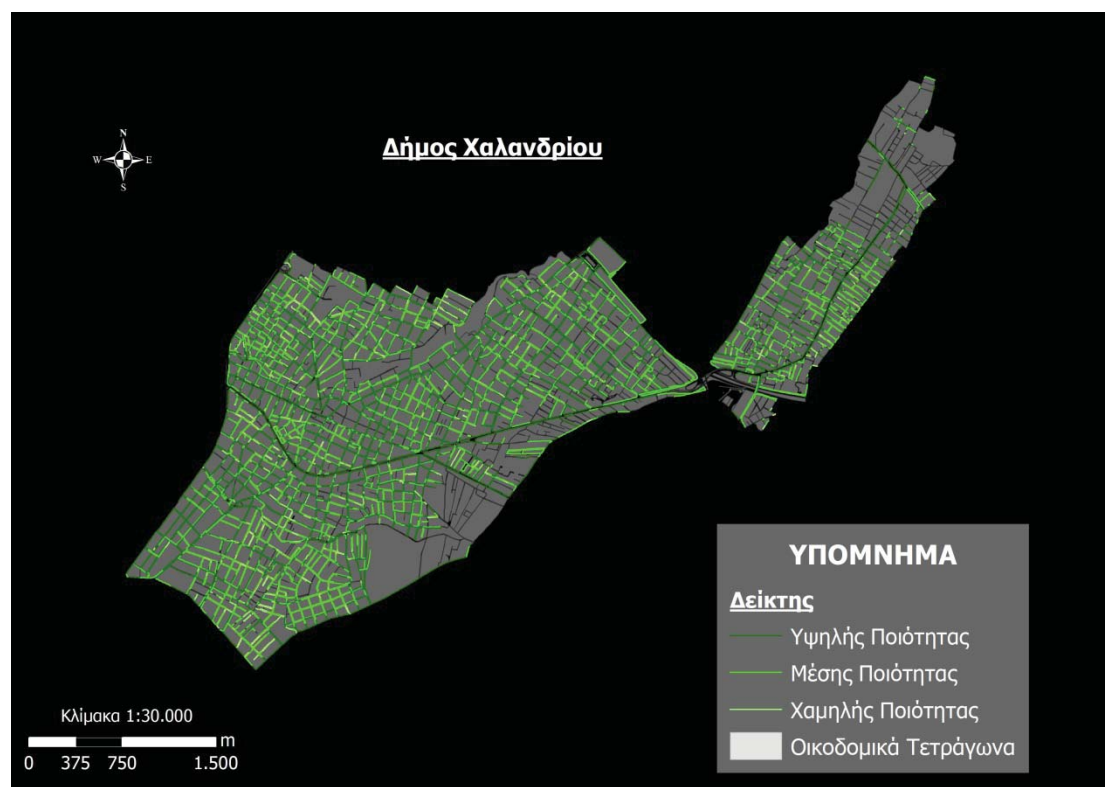 Δήμος Χαλανδρίου
N
W E
S
ΥΠΟΜΝΗΜΑ
Δείκτης
Υψηλής Ποιότητας
Μέσης Ποιότητας
Χαμηλής Ποιότητας
Οικοδομικά Τετράγωνα
Κλίμακα 1:30.000
m
0 375 750 1.500